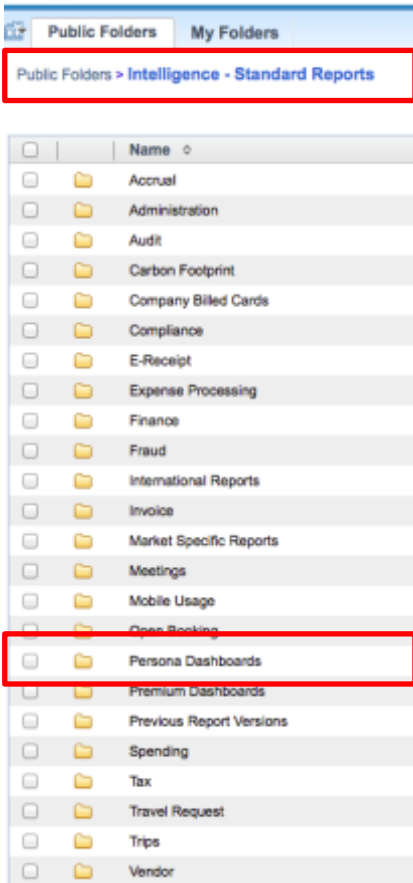 Public Folders My Folders
Public Folders > Intelligence - Standard Reports
Name
Accrual
Administration
Audit
Carbon Footprint
Company Billed Cards
Compliance
E-Receipt
Expense Processing
Finance
Fraud
International Reports
Invoice
Market Specific Reports
Meetings
Mobile Usage
Open Booking
Persona Dashboards
Premium Dashboards
Previous Report Versions
Spending
Tax
Travel Request
Trips
Vendor